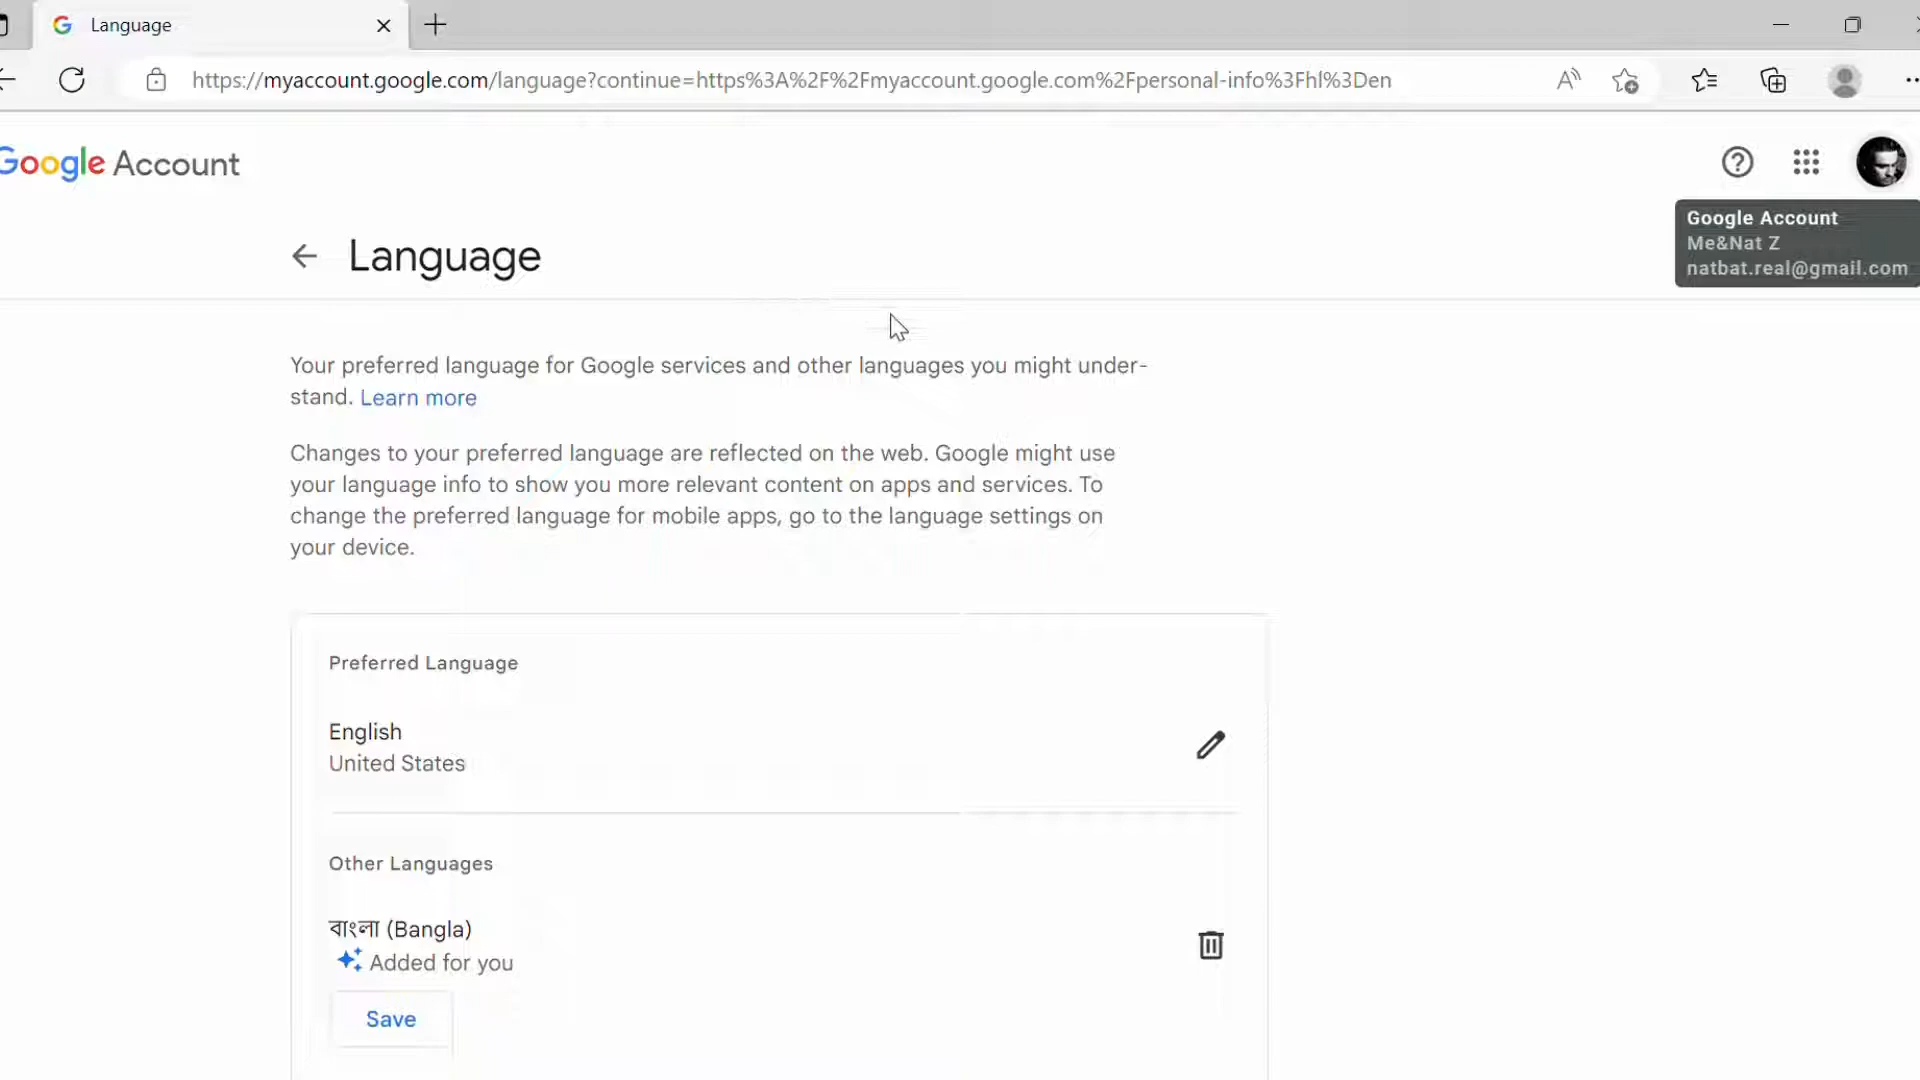 Language
https://myaccount.google.com/language?continue=https%3A%2F%2Fmyaccount.google.com%2Fpersonal-info%3Fhl%3Den
Google Account
Google Account
Me&Nat Z
natbat.real@gmail.com
Language
Your preferred language for Google services and other languages you might under-
stand. Learn more
Changes to your preferred language are reflected on the web. Google might use
your language info to show you more relevant content on apps and services. To
change the preferred language for mobile apps, go to the language settings on
your device.
Preferred Language
English
United States
Other Languages
বাংলা (Bangla)
Added for you
Save